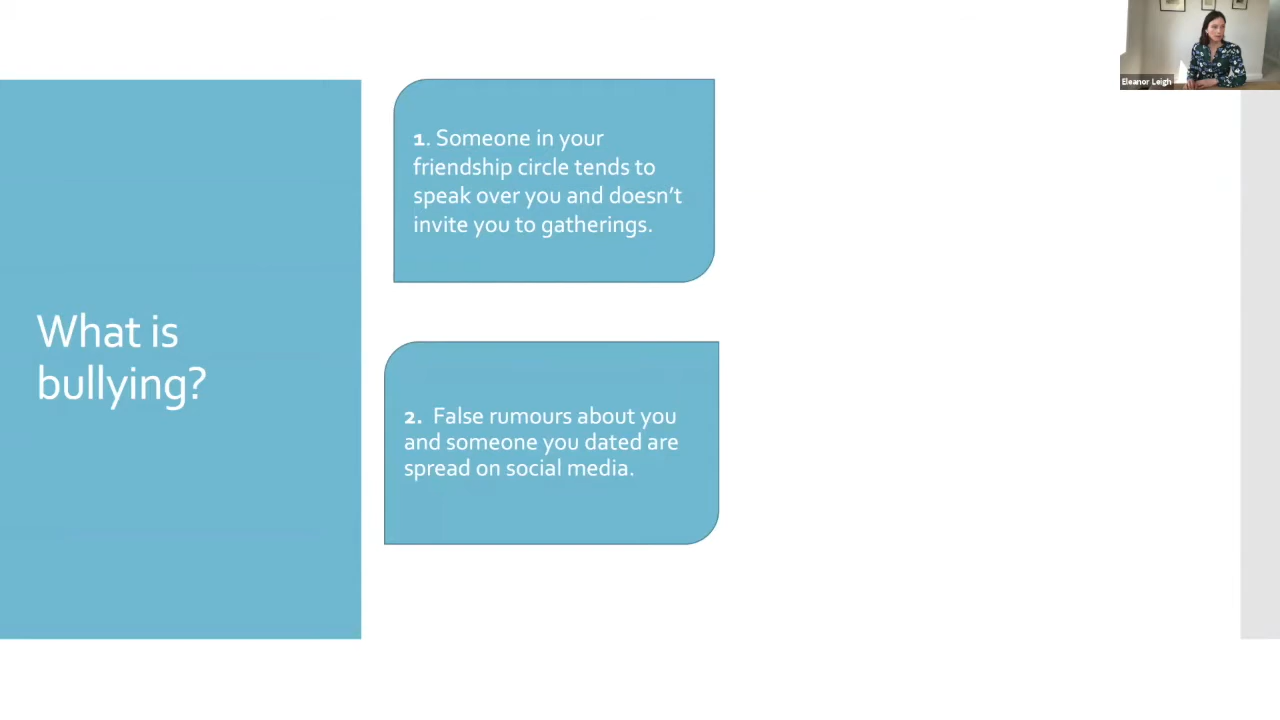 What is
bullying?
1. Someone in your
friendship circle tends to
speak over you and doesn’t
invite you to gatherings.
2. False rumours about you
and someone you dated are
spread on social media.
Eleanor Leigh